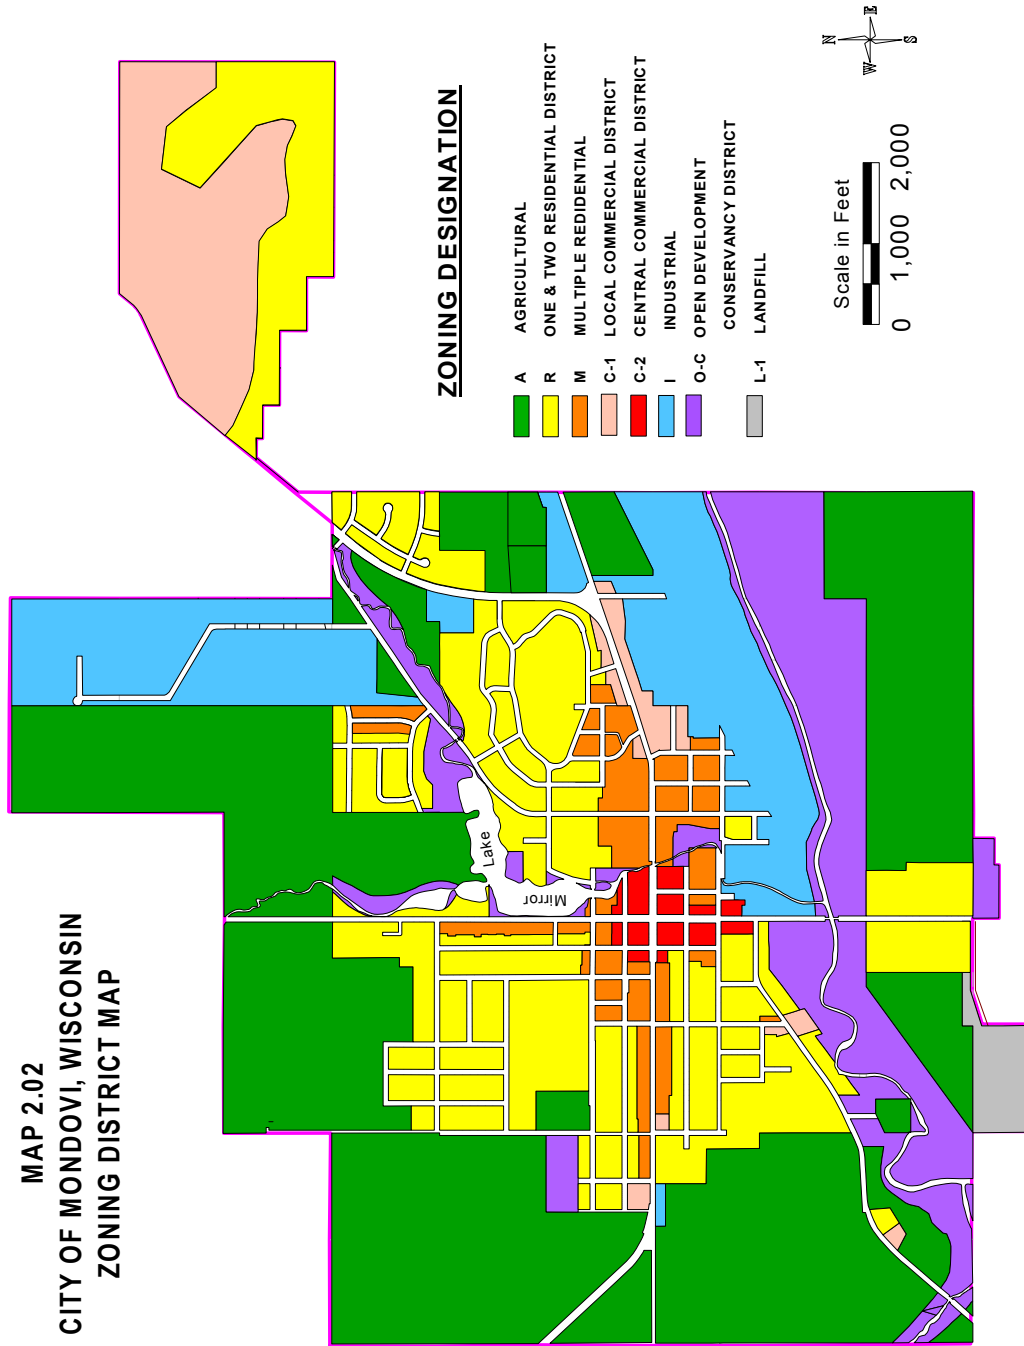 MAP 2.02
CITY OF MONDOVI, WISCONSIN
ZONING DISTRICT MAP
Mirror
Lake
ZONING DESIGNATION
A AGRICULTURAL
R ONE & TWO RESIDENTIAL DISTRICT
M MULTIPLE REDIDENTIAL
C-1 LOCAL COMMERCIAL DISTRICT
C-2 CENTRAL COMMERCIAL DISTRICT
I INDUSTRIAL
O-C OPEN DEVELOPMENT
CONSERVANCY DISTRICT
L-1 LANDFILL
Scale in Feet
0 1,000 2,000
N
W E
S